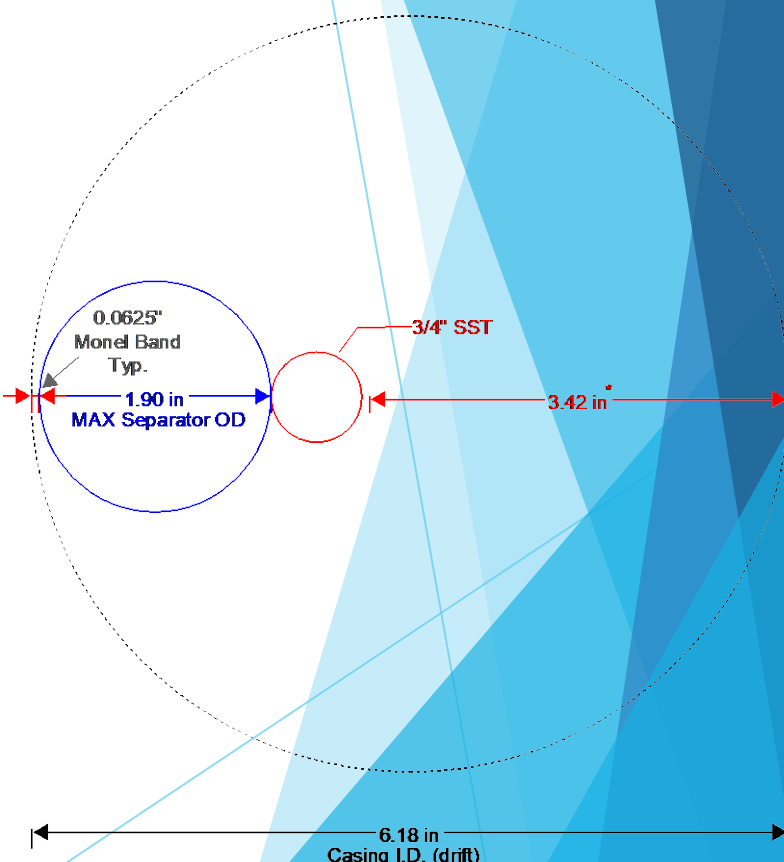 0.0625"
Monel Band
Typ.
3/4" SST
1.90 in
MAX Separator OD
3.42 in*
6.18 in
Casing I.D. (drift)